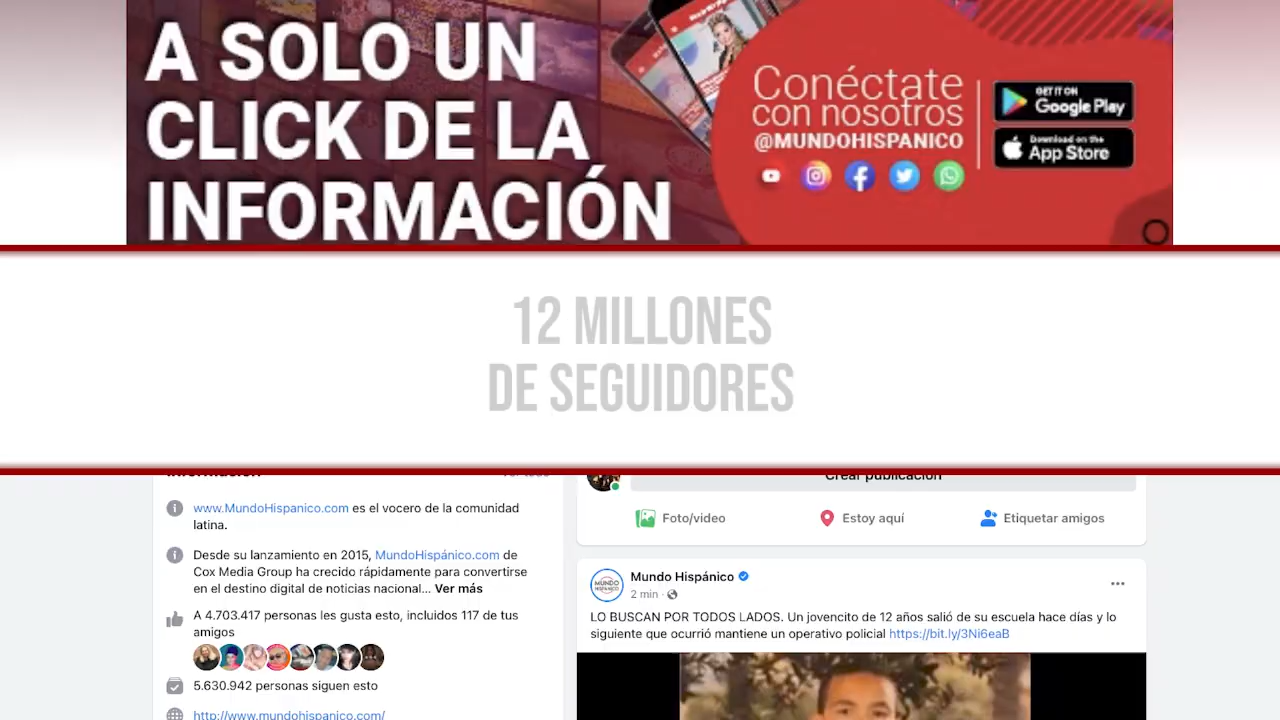 A SOLO UN
CLICK DE LA
INFORMACIÓN
Conéctate
con nosotros
@MUNDOHISPANICO
GET IT ON
Google Play
Download on the
App Store
12 MILLONES
DE SEGUIDORES
Información
Crear publicación
www.MundoHispanico.com es el vocero de la comunidad
latina.
Desde su lanzamiento en 2015, MundoHispánico.com de
Cox Media Group ha crecido rápidamente para convertirse
en el destino digital de noticias nacional... Ver más
A 4.703.417 personas les gusta esto, incluidos 117 de tus
amigos
5.630.942 personas siguen esto
http://www.mundohispanico.com/
Foto/video
Estoy aquí
Etiquetar amigos
MUNDO
HISPÁNICO
Mundo Hispánico
2 min ·
LO BUSCAN POR TODOS LADOS. Un jovencito de 12 años salió de su escuela hace días y lo
siguiente que ocurrió mantiene un operativo policial https://bit.ly/3Ni6eaB